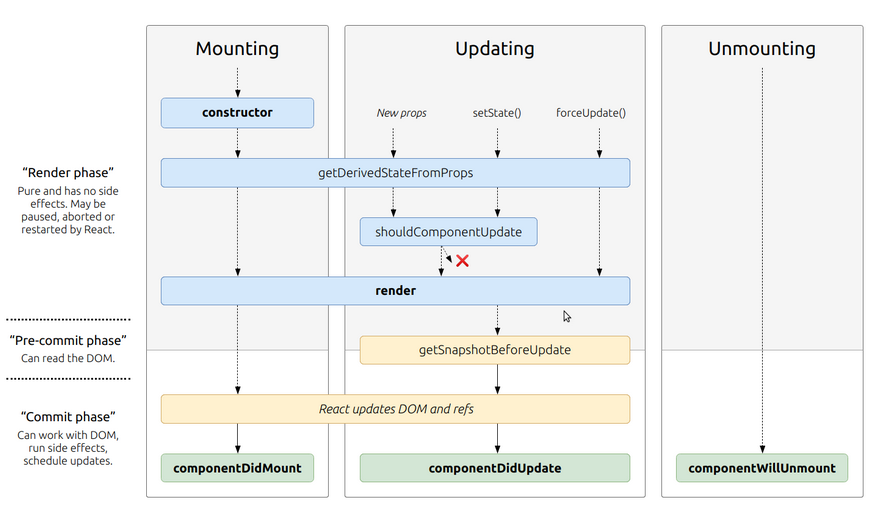 Mounting
Updating
Unmounting
constructor
New props
setState()
forceUpdate()
“Render phase”
Pure and has no side
effects. May be
paused, aborted or
restarted by React.
getDerivedStateFromProps
shouldComponentUpdate
render
“Pre-commit phase”
Can read the DOM.
getSnapshotBeforeUpdate
“Commit phase”
Can work with DOM,
run side effects,
schedule updates.
React updates DOM and refs
componentDidMount
componentDidUpdate
componentWillUnmount